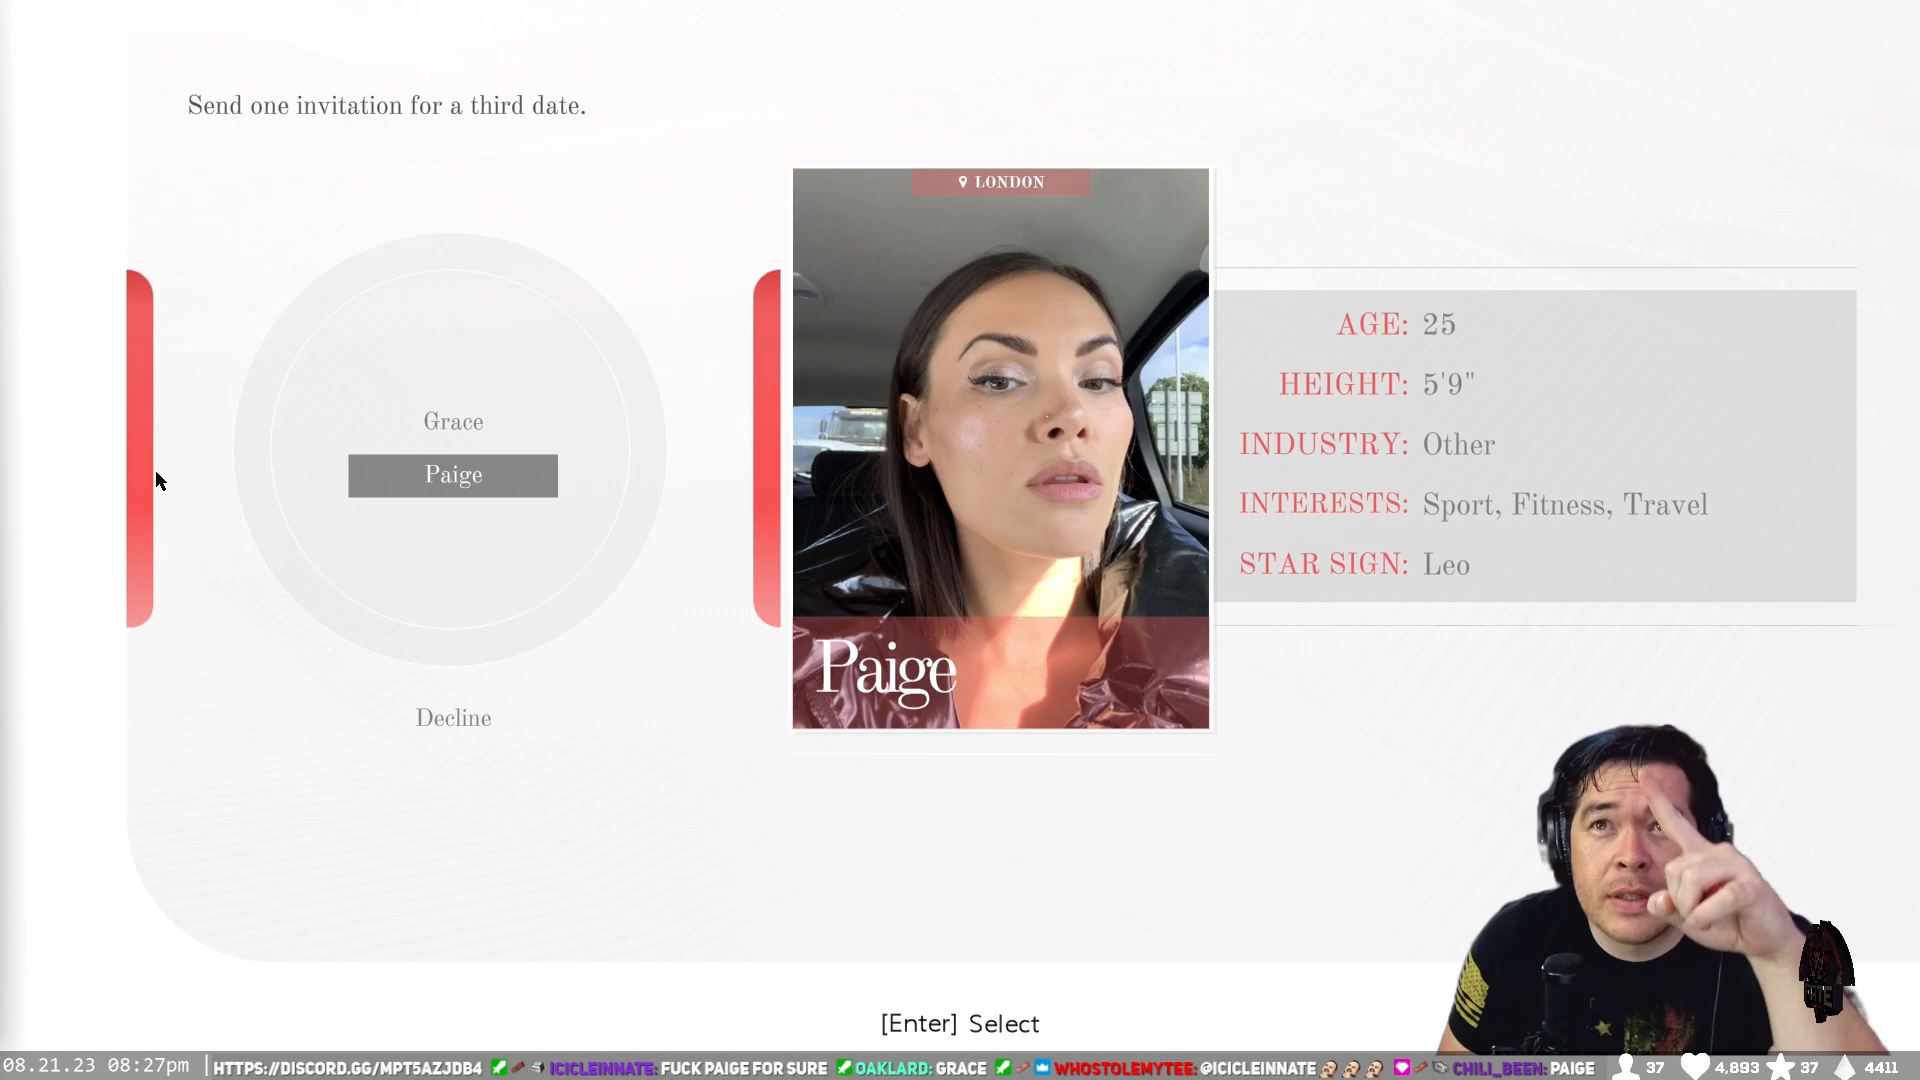 Send one invitation for a third date.
LONDON
Grace
Paige
Decline
Paige
AGE: 25
HEIGHT: 5'9"
INDUSTRY: Other
INTERESTS: Sport, Fitness, Travel
STAR SIGN: Leo
[Enter] Select
08.21.23 08:27pm HTTPS://DISCORD.GG/MPT5AZJDB4 ICICLEINNATE: FUCK PAIGE FOR SURE OAKLARD: GRACE WHOSTOLEMYTEE: @ICICLEINNATE CHILL_BEEN: PAIGE 37 4,893 37 4411